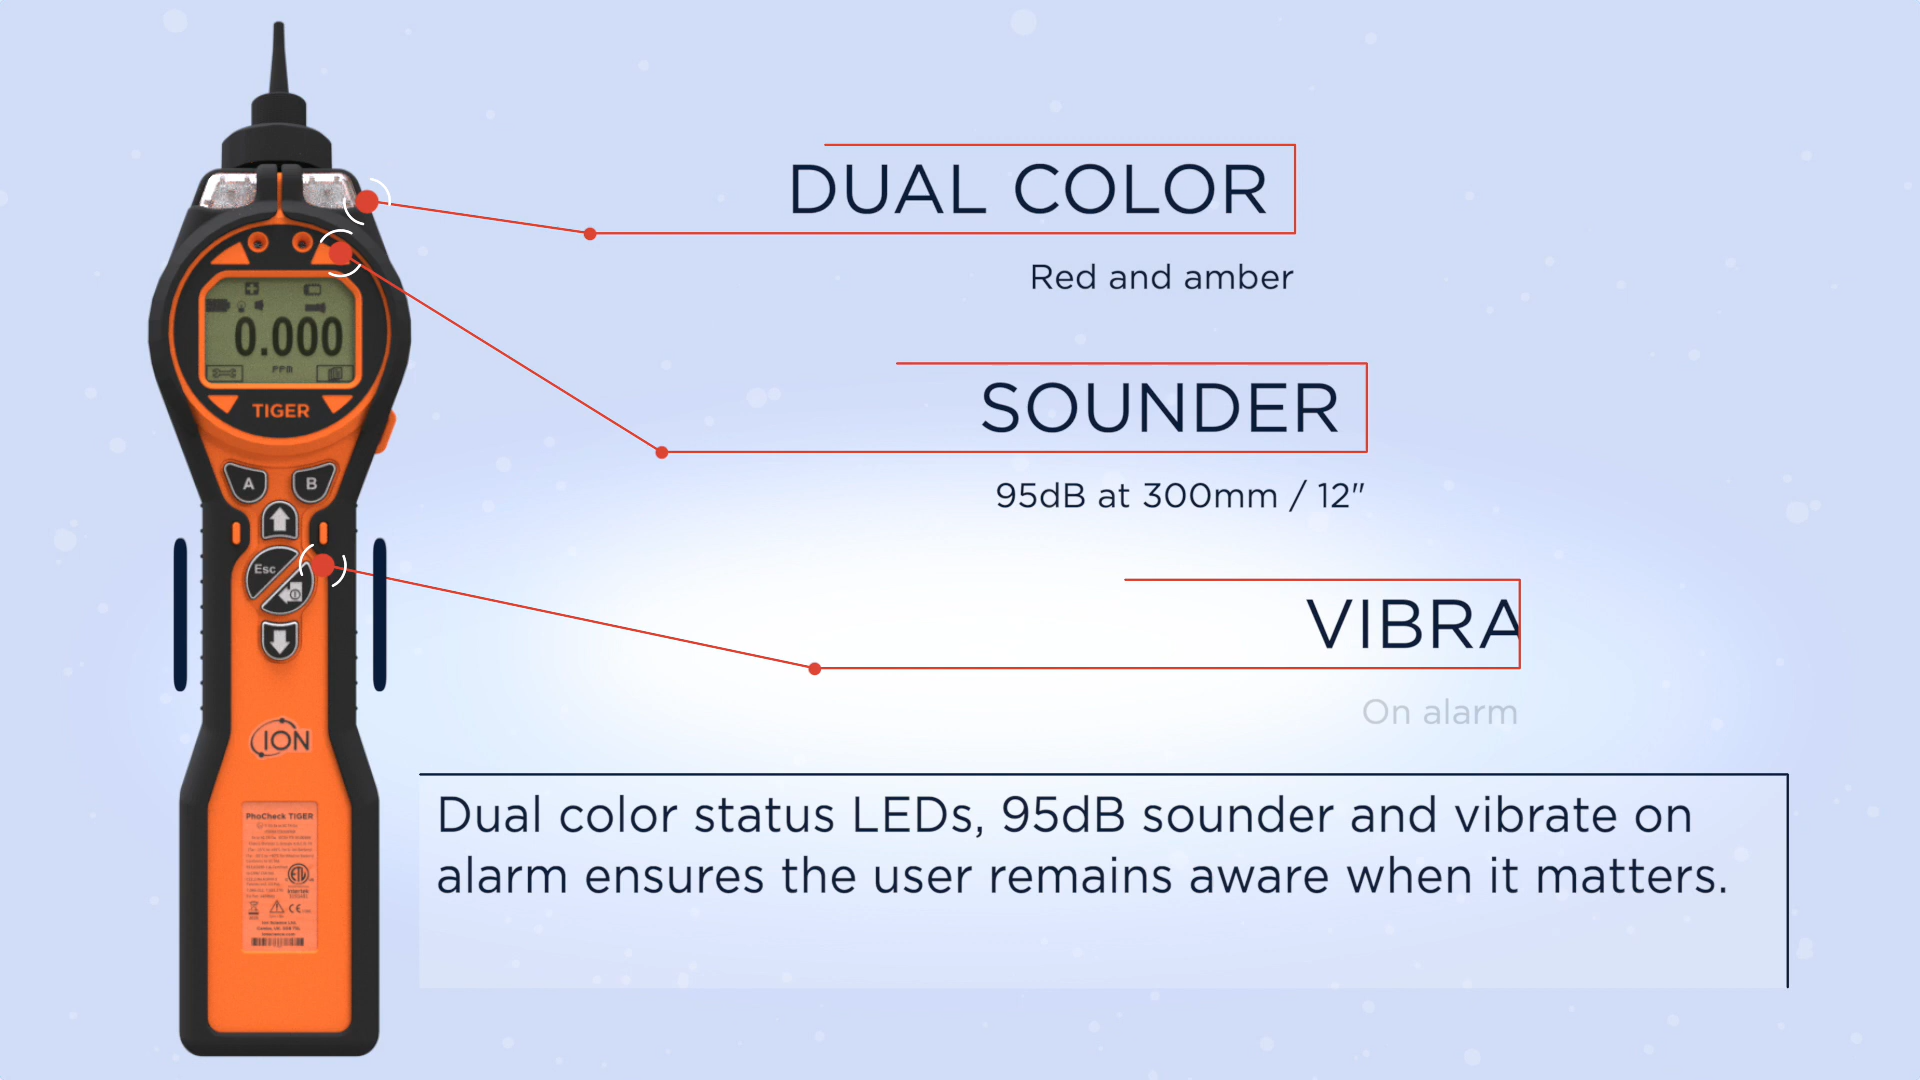 DUAL COLOR
Red and amber
0.000
PPm
TIGER
SOUNDER
95dB at 300mm / 12"
A
B
Esc
VIBRA
On alarm
ION
Dual color status LEDs, 95dB sounder and vibrate on
alarm ensures the user remains aware when it matters.
PhoCheck TIGER
Intertek